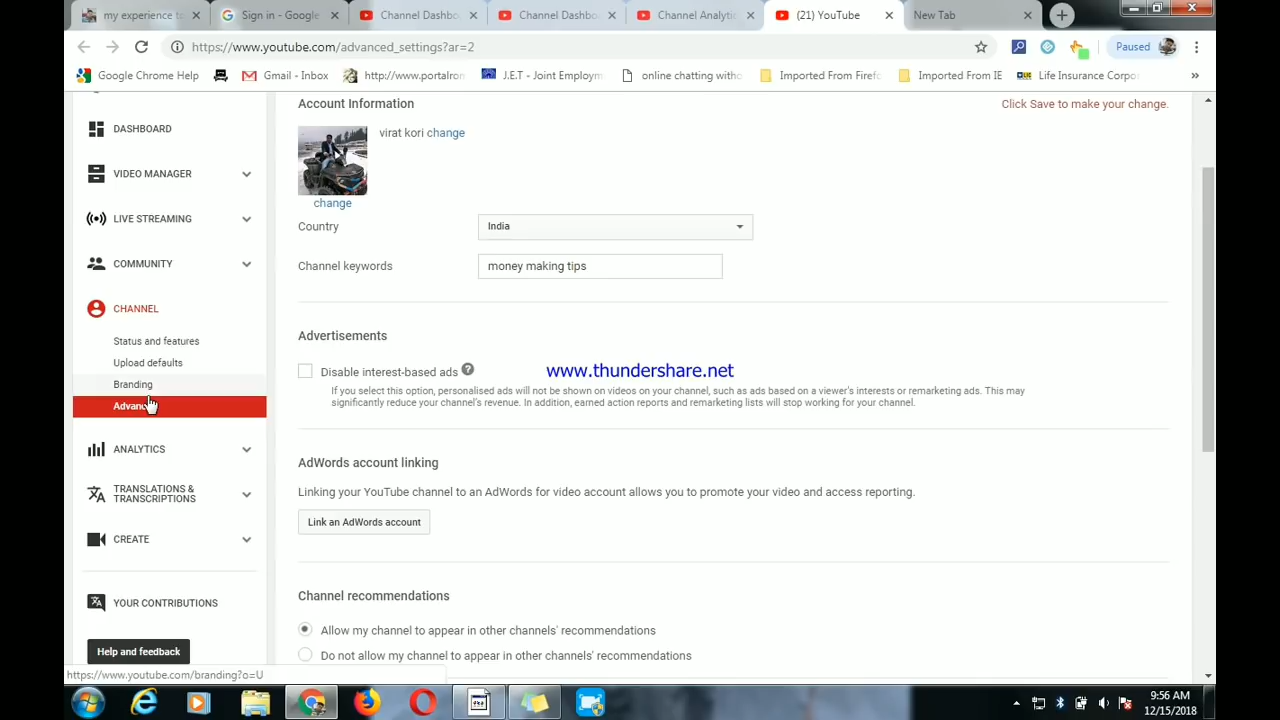 my experience ta
Sign in - Google
Channel Dashbo
Channel Dashbo
Channel Analytic
(21) YouTube
New Tab
https://www.youtube.com/advanced_settings?ar=2
Paused
Google Chrome Help
Gmail - Inbox
http://www.portalron
J.E.T - Joint Employm
online chatting witho
Imported From Firefo
Imported From IE
Life Insurance Corpo
»
DASHBOARD
VIDEO MANAGER
LIVE STREAMING
COMMUNITY
CHANNEL
Status and features
Upload defaults
Branding
Advan
ANALYTICS
TRANSLATIONS &
TRANSCRIPTIONS
CREATE
YOUR CONTRIBUTIONS
Help and feedback
https://www.youtube.com/branding?o=U
Account Information
Click Save to make your change.
virat kori change
change
Country
India
Channel keywords
money making tips
Advertisements
Disable interest-based ads ?
www.thundershare.net
If you select this option, personalised ads will not be shown on videos on your channel, such as ads based on a viewer's interests or remarketing ads. This may
significantly reduce your channel's revenue. In addition, earned action reports and remarketing lists will stop working for your channel.
AdWords account linking
Linking your YouTube channel to an AdWords for video account allows you to promote your video and access reporting.
Link an AdWords account
Channel recommendations
Allow my channel to appear in other channels' recommendations
Do not allow my channel to appear in other channels' recommendations
9:56 AM
12/15/2018